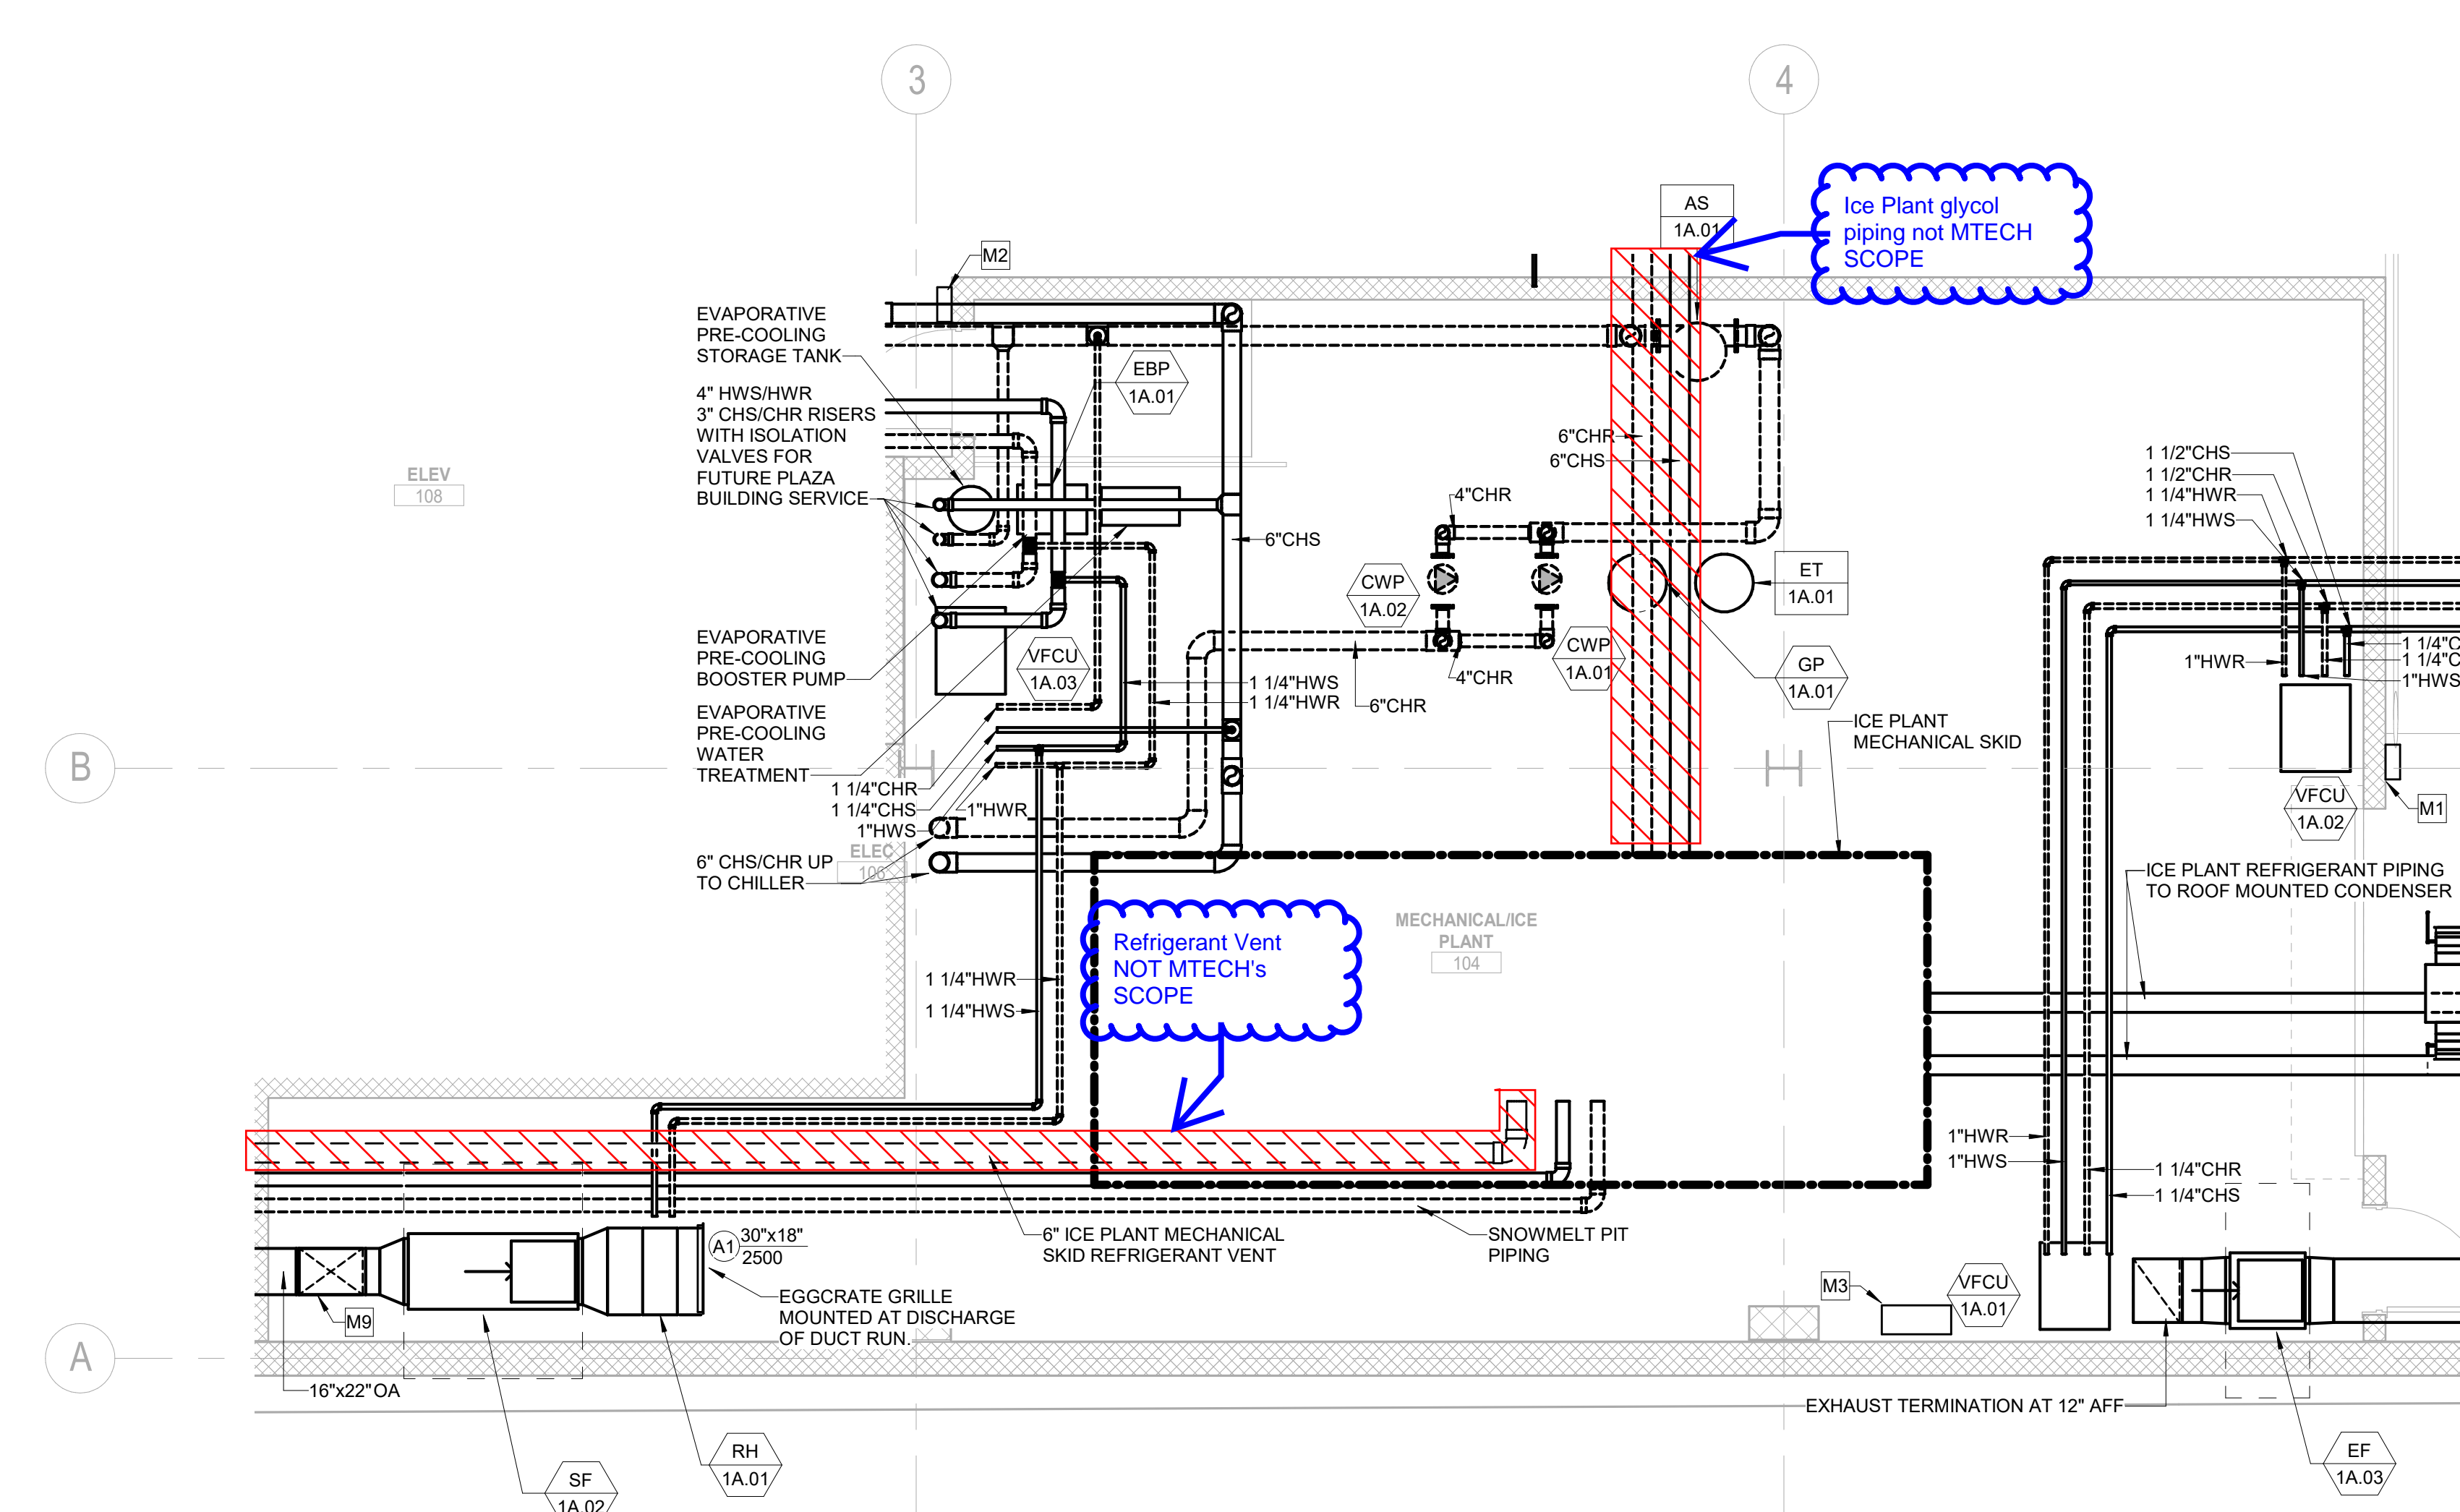 3
4
AS
1A.01
Ice Plant glycol
piping not MTECH
SCOPE
M2
EVAPORATIVE
PRE-COOLING
STORAGE TANK
EBP
1A.01
4" HWS/HWR
3" CHS/CHR RISERS
WITH ISOLATION
VALVES FOR
FUTURE PLAZA
BUILDING SERVICE
ELEV
108
6"CHR
6"CHS
4"CHR
6"CHS
1 1/2"CHS
1 1/2"CHR
1 1/4"HWR
1 1/4"HWS
CWP
1A.02
ET
1A.01
EVAPORATIVE
PRE-COOLING
BOOSTER PUMP
VFCU
1A.03
CWP
1A.01
GP
1A.01
4"CHR
6"CHR
1 1/4"HWS
1 1/4"HWR
1"HWR
1 1/4"C
1 1/4"C
1"HWS
EVAPORATIVE
PRE-COOLING
WATER
TREATMENT
ICE PLANT
MECHANICAL SKID
B
1 1/4"CHR
1 1/4"CHS
1"HWS
1"HWR
VFCU
1A.02
M1
ELEC
106
6" CHS/CHR UP
TO CHILLER
ICE PLANT REFRIGERANT PIPING
TO ROOF MOUNTED CONDENSER
Refrigerant Vent
NOT MTECH's
SCOPE
MECHANICAL/ICE
PLANT
104
1 1/4"HWR
1 1/4"HWS
1"HWR
1"HWS
1 1/4"CHR
1 1/4"CHS
A1
30"x18"
2500
6" ICE PLANT MECHANICAL
SKID REFRIGERANT VENT
SNOWMELT PIT
PIPING
EGGCRATE GRILLE
MOUNTED AT DISCHARGE
OF DUCT RUN.
M9
M3
VFCU
1A.01
A
16"x22"OA
EXHAUST TERMINATION AT 12" AFF
RH
1A.01
SF
1A.02
EF
1A.03